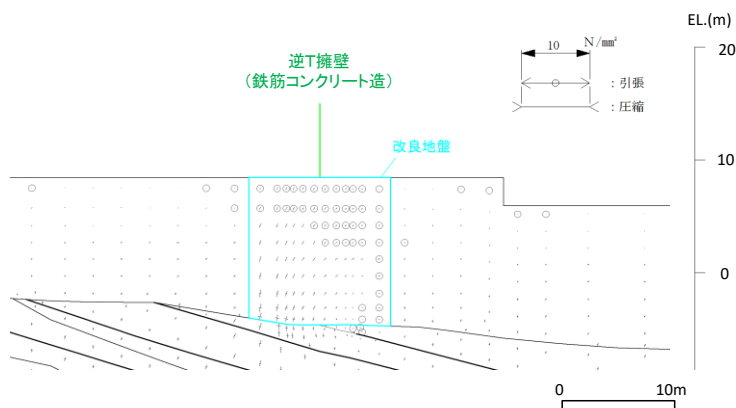 EL.(m)
20
10 N/mm²
：引張
：圧縮
逆T擁壁
（鉄筋コンクリート造）
改良地盤
10
0
0 10m